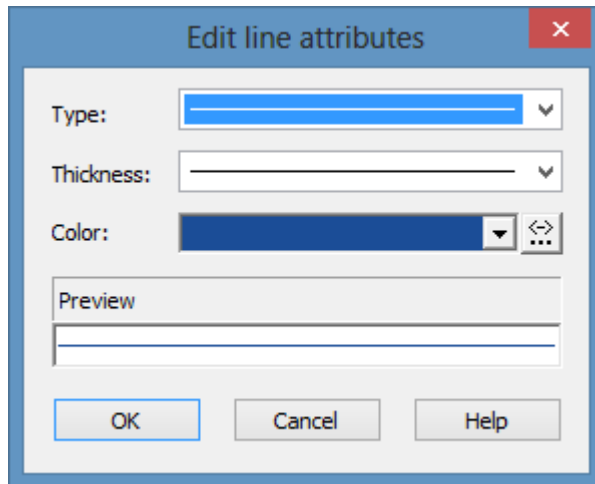 Edit line attributes
Type:
Thickness:
Color:
<->
...
Preview
OK Cancel Help